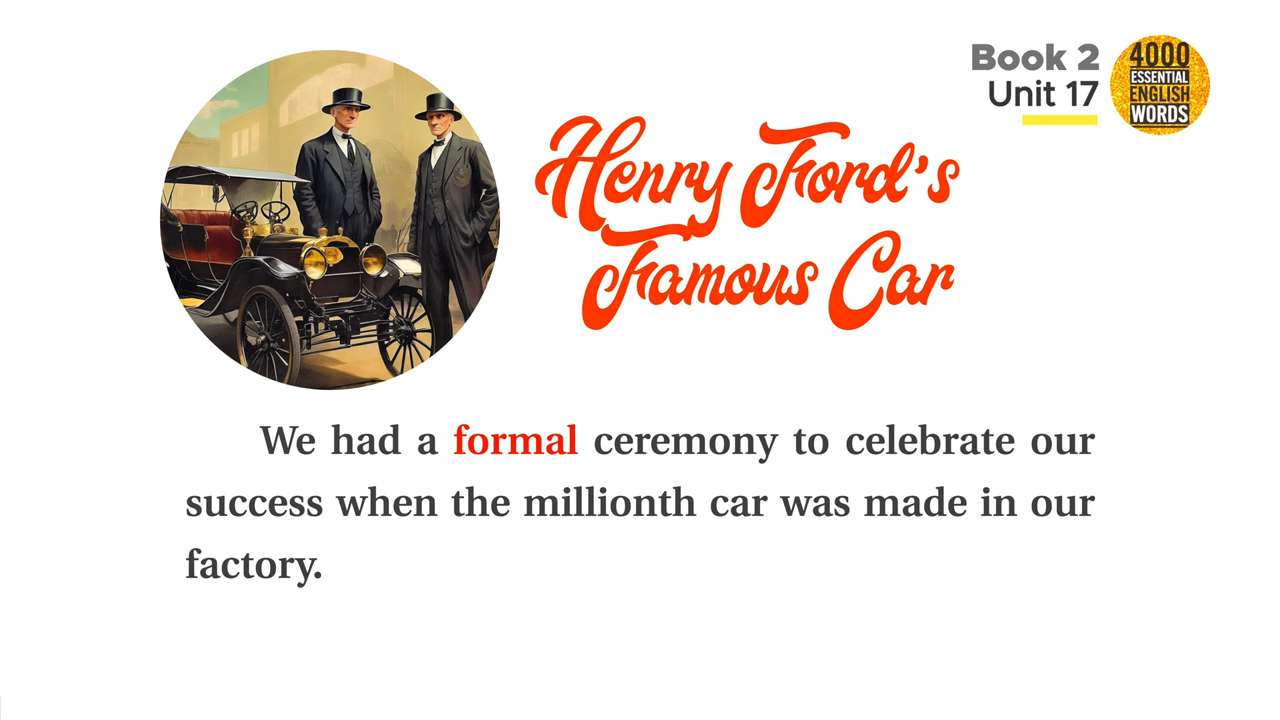 Book 2
Unit 17
4000
ESSENTIAL
ENGLISH
WORDS
Henry Ford's
Famous Car
We had a formal ceremony to celebrate our
success when the millionth car was made in our
factory.